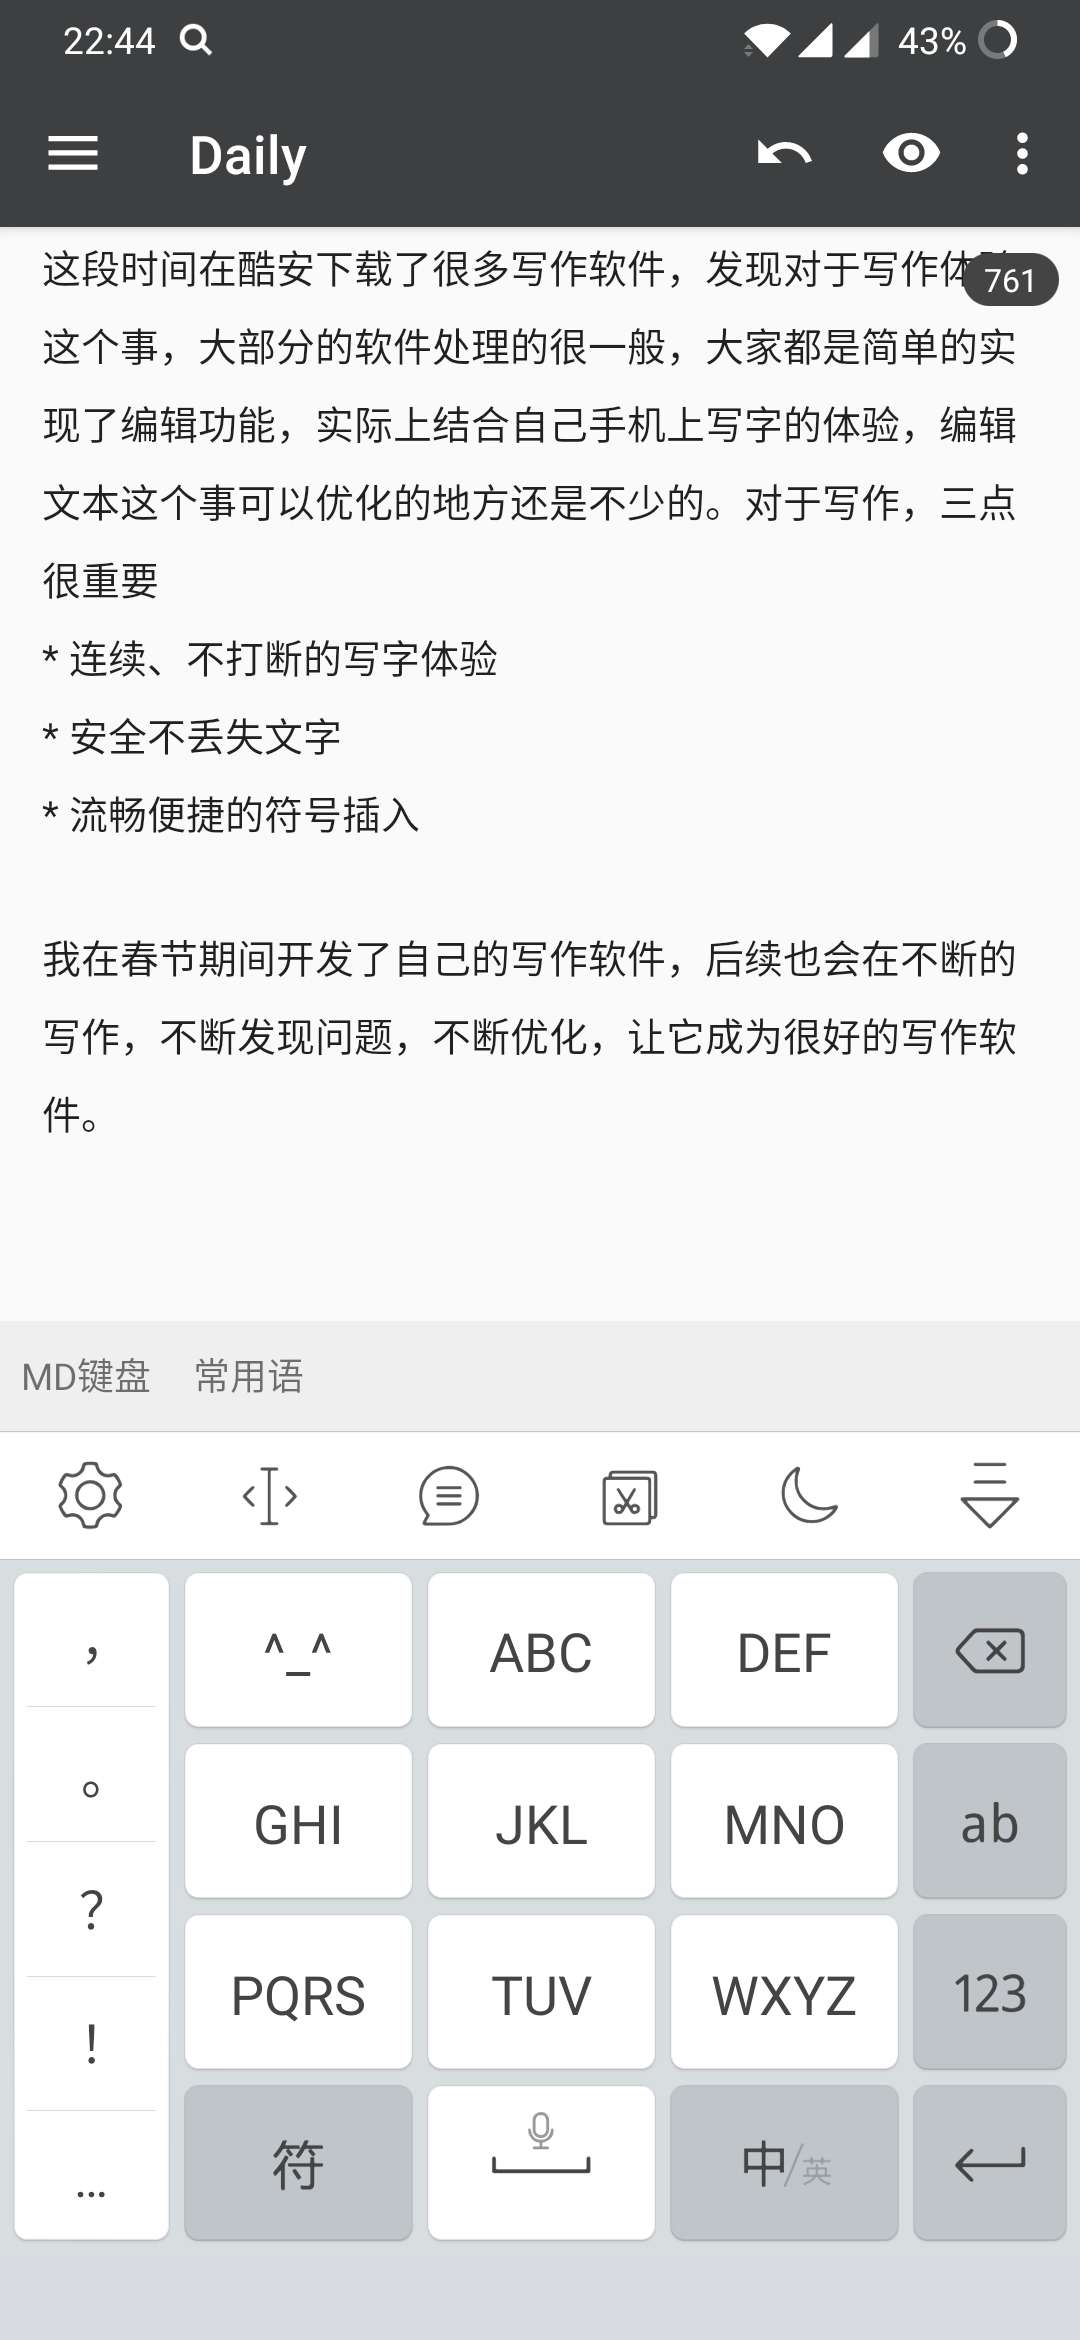 22:44
43%
Daily
761
这段时间在酷安下载了很多写作软件，发现对于写作体
这个事，大部分的软件处理的很一般，大家都是简单的实
现了编辑功能，实际上结合自己手机上写字的体验，编辑
文本这个事可以优化的地方还是不少的。对于写作，三点
很重要
* 连续、不打断的写字体验
* 安全不丢失文字
* 流畅便捷的符号插入
我在春节期间开发了自己的写作软件，后续也会在不断的
写作，不断发现问题，不断优化，让它成为很好的写作软
件。
MD键盘 常用语
， ^_^ ABC DEF
。 GHI JKL MNO ab
？ PQRS TUV WXYZ 123
！
… 符 中/英